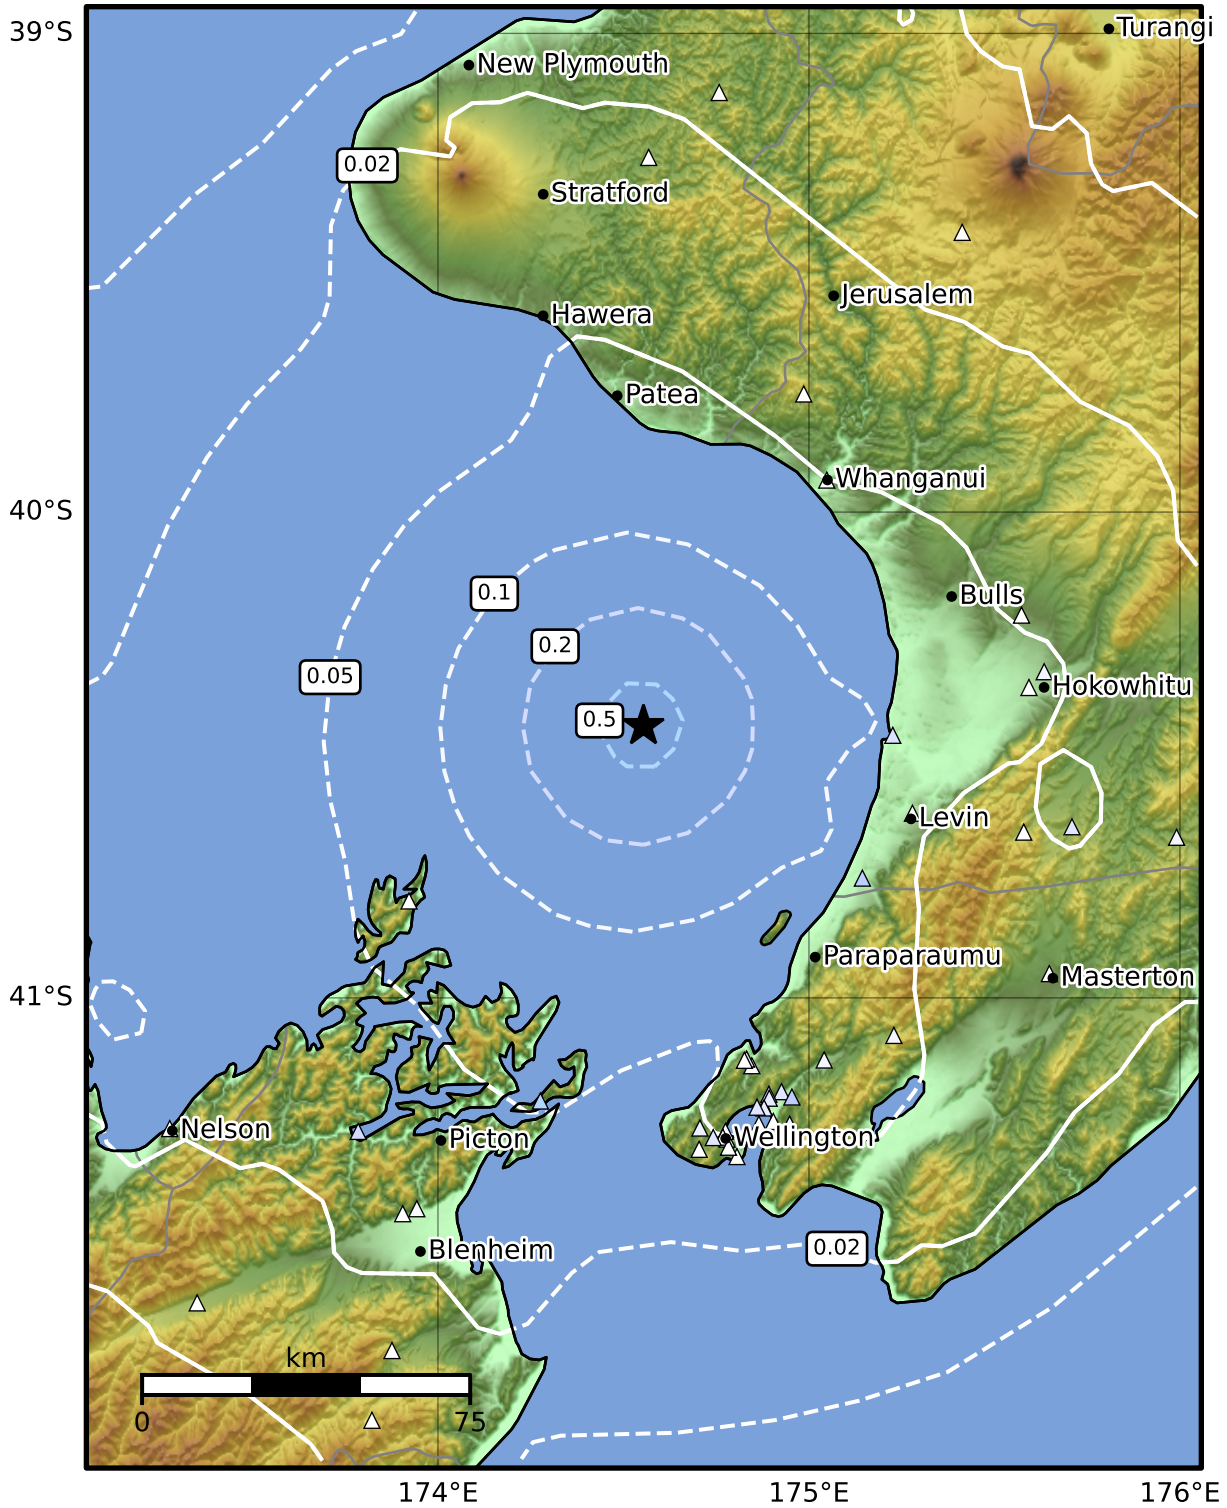 39°S
Turangi
New Plymouth
0.02
Stratford
Jerusalem
Hawera
Patea
Whanganui
40°S
0.1
Bulls
0.2
0.05
Hokowhitu
0.5
Levin
Paraparaumu
Masterton
41°S
Nelson
Picton
Wellington
Blenheim
0.02
km
0
75
174°E
175°E
176°E